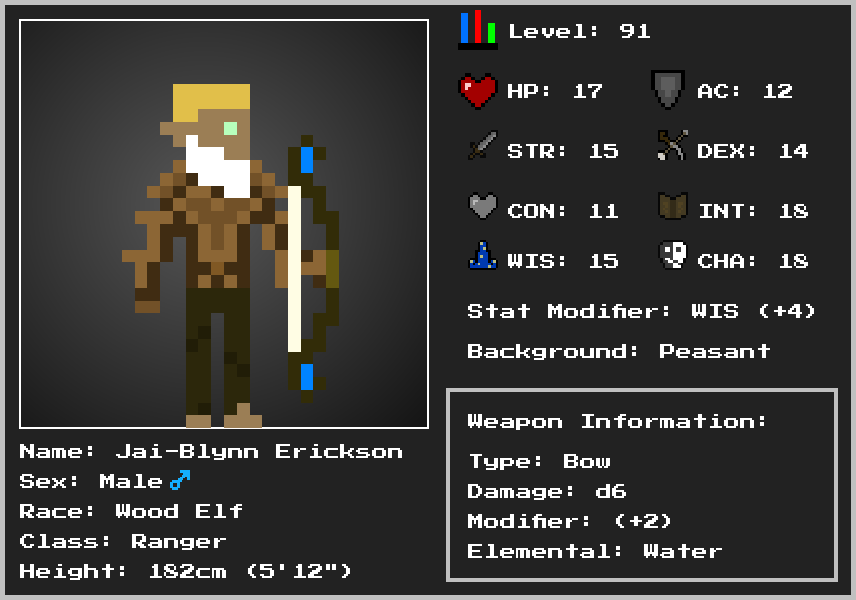 Level: 91
HP: 17 AC: 12
STR: 15 DEX: 14
CON: 11 INT: 18
WIS: 15 CHA: 18
Stat Modifier: WIS (+4)
Background: Peasant
Weapon Information:
Type: Bow
Damage: d6
Modifier: (+2)
Elemental: Water
Name: Jai-Blynn Erickson
Sex: Male ♂
Race: Wood Elf
Class: Ranger
Height: 182cm (5'12")